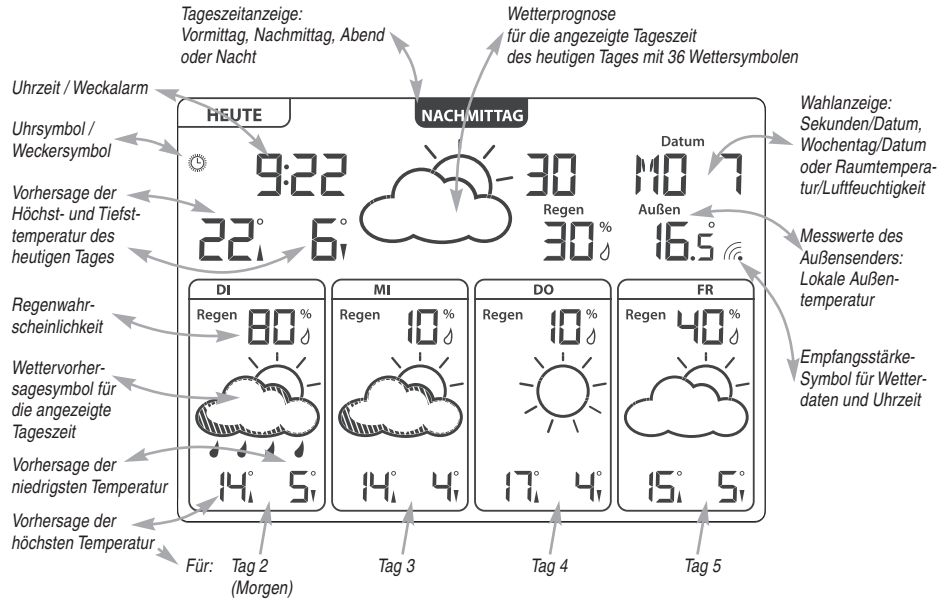 Tageszeitanzeige:
Vormittag, Nachmittag, Abend
oder Nacht
Wetterprognose
für die angezeigte Tageszeit
des heutigen Tages mit 36 Wettersymbolen
Uhrzeit / Weckalarm
Uhrsymbol /
Weckersymbol
Vorhersage der
Höchst- und Tiefst-
temperatur des
heutigen Tages
Regenwahr-
scheinlichkeit
Wettervorher-
sagesymbol für
die angezeigte
Tageszeit
Vorhersage der
niedrigsten Temperatur
Vorhersage der
höchsten Temperatur
HEUTE
NACHMITTAG
9:22
30
Datum
MO 7
22°
6°
Regen
30%
Außen
16.5°
DI
Regen 80%
14° 5°
MI
Regen 10%
14° 4°
DO
Regen 10%
17° 4°
FR
Regen 40%
15° 5°
Wahlanzeige:
Sekunden/Datum,
Wochentag/Datum
oder Raumtempera-
tur/Luftfeuchtigkeit
Messwerte des
Außensenders:
Lokale Außen-
temperatur
Empfangsstärke-
Symbol für Wetter-
daten und Uhrzeit
Für: Tag 2 Tag 3 Tag 4 Tag 5
(Morgen)